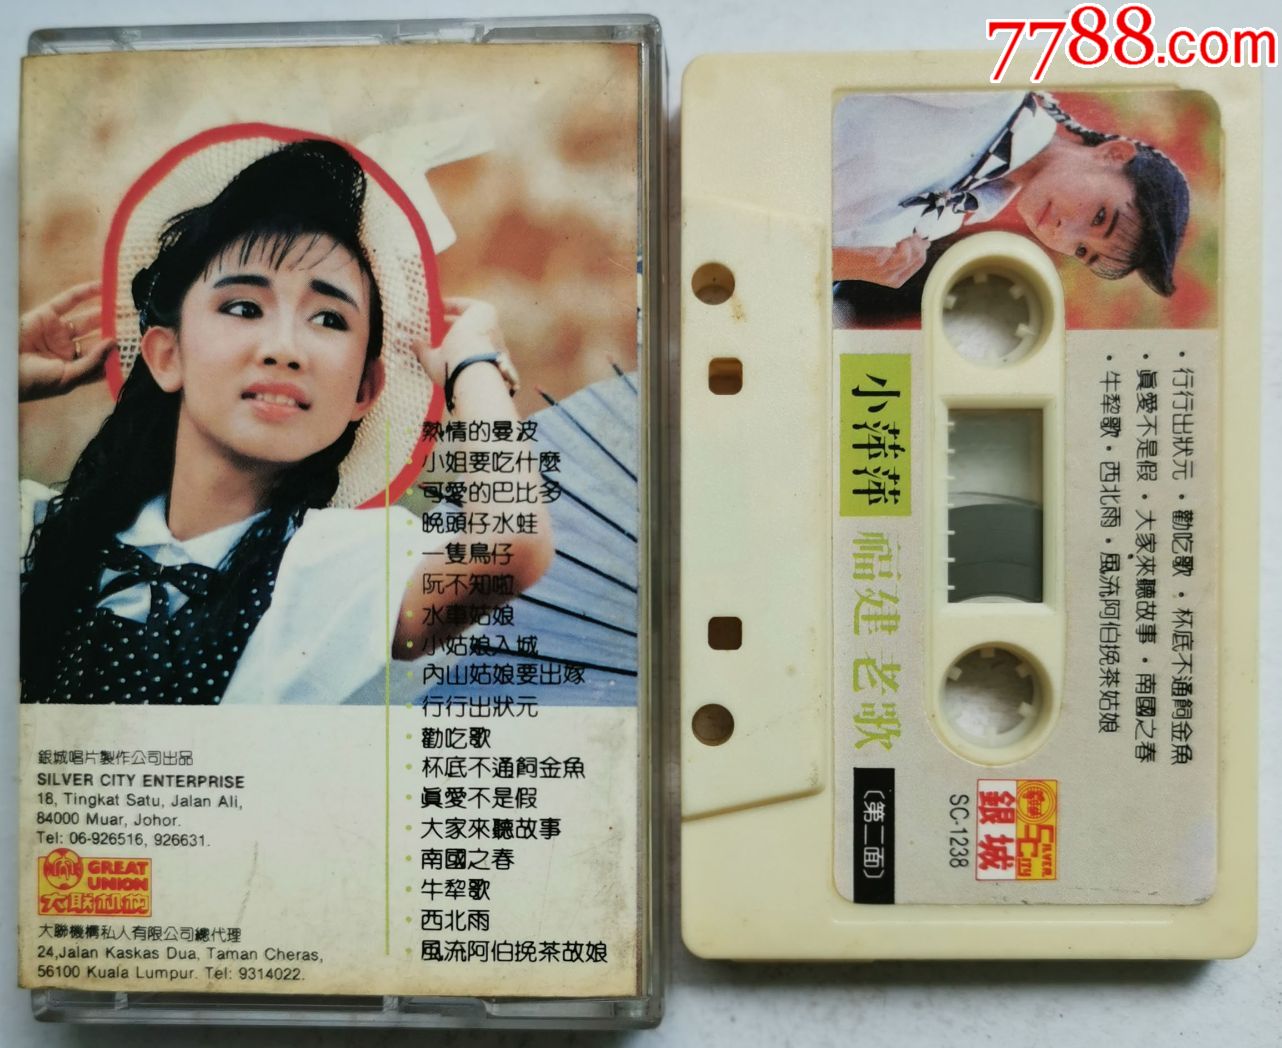 7788.com
熱情的曼波
小姐要吃什麼
可愛的巴比多
晚頭仔水蛙
一隻鳥仔
阮不知啦
水車姑娘
小姑娘入城
內山姑娘要出嫁
行行出狀元
勸吃歌
杯底不通飼金魚
眞愛不是假
大家來聽故事
南國之春
牛犂歌
西北雨
風流阿伯挽茶故娘
銀城唱片製作公司出品
SILVER CITY ENTERPRISE
18, Tingkat Satu, Jalan Ali,
84000 Muar, Johor.
Tel: 06-926516, 926631.
GREAT
UNION
大联机构
大聯機構私人有限公司總代理
24,Jalan Kaskas Dua, Taman Cheras,
56100 Kuala Lumpur. Tel: 9314022.
·行行出狀元·勸吃歌·杯底不通飼金魚
·眞愛不是假·大家來聽故事·南國之春
·牛犂歌·西北雨·風流阿伯挽茶姑娘
小萍萍 福建老歌
〔第二面〕
SILVER
CITY
銀城
SC-1238